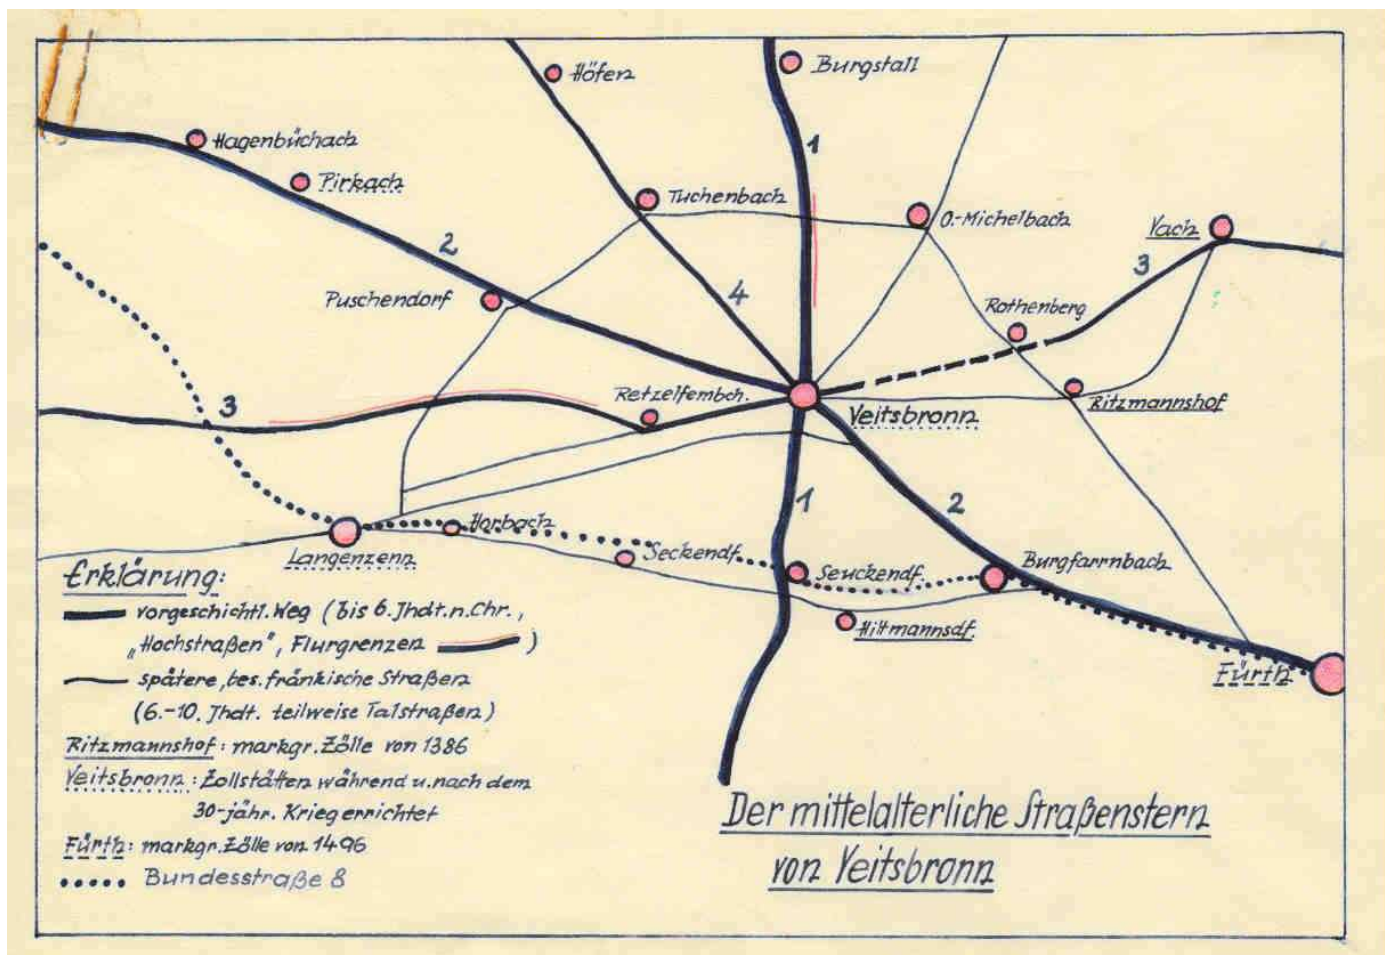 Höfen
Burgstall
Hagenbüchach
1
Pirkach
Tuchenbach
O.-Michelbach
Vach
2
3
Puschendorf
4
Rothenberg
Retzelfembch.
Ritzmannshof
3
Veitsbronn
1
2
Horbach
Langenzenn
Seckendf.
Seuckendf.
Burgfarrnbach
Hiltmannsdf.
Fürth
Erklärung:
vorgeschichtl. Weg (bis 6. Jhdt. n. Chr.,
„Hochstraßen", Flurgrenzen )
spätere, bes. fränkische Straßen
(6.-10. Jhdt. teilweise Talstraßen)
Ritzmannshof: markgr. Zölle von 1386
Veitsbronn: Zollstätten während u. nach dem
30-jähr. Krieg errichtet
Fürth: markgr. Zölle von 1496
Bundesstraße 8
Der mittelalterliche Straßenstern
von Veitsbronn